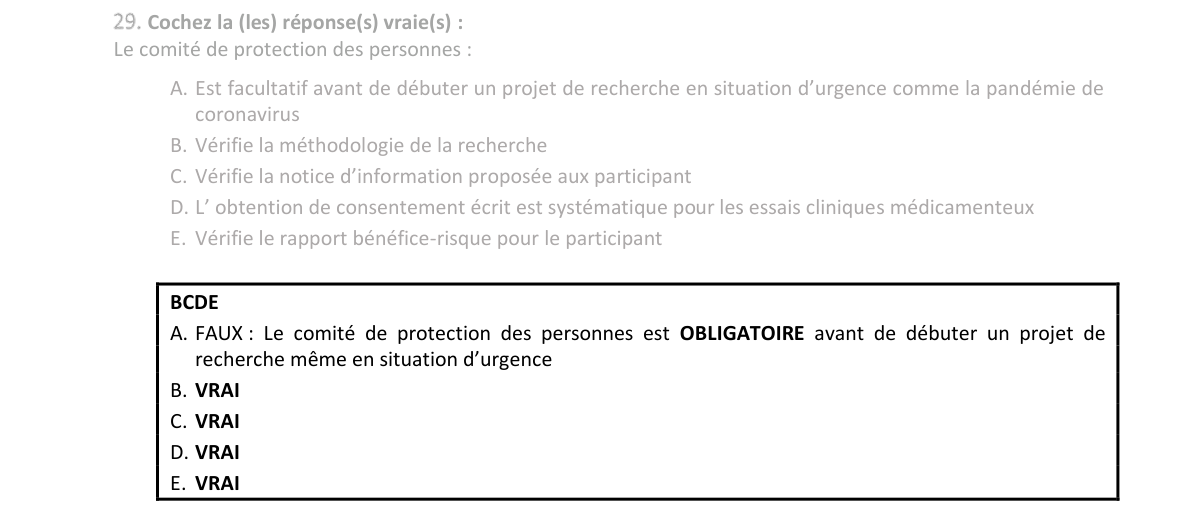 29. Cochez la (les) réponse(s) vraie(s) :
Le comité de protection des personnes :
A. Est facultatif avant de débuter un projet de recherche en situation d’urgence comme la pandémie de
coronavirus
B. Vérifie la méthodologie de la recherche
C. Vérifie la notice d’information proposée aux participant
D. L’ obtention de consentement écrit est systématique pour les essais cliniques médicamenteux
E. Vérifie le rapport bénéfice-risque pour le participant
BCDE
A. FAUX : Le comité de protection des personnes est OBLIGATOIRE avant de débuter un projet de
recherche même en situation d’urgence
B. VRAI
C. VRAI
D. VRAI
E. VRAI